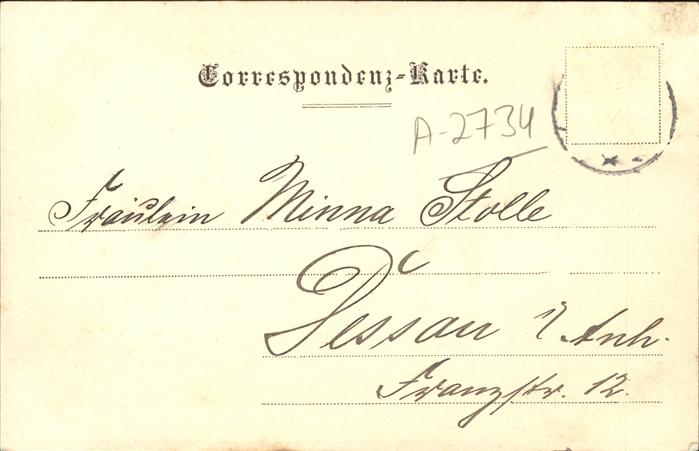 Correspondenz-Karte.
A-2734
Fräulein Minna Stolle
Dessau i/ Anh.
Franzstr. 12.